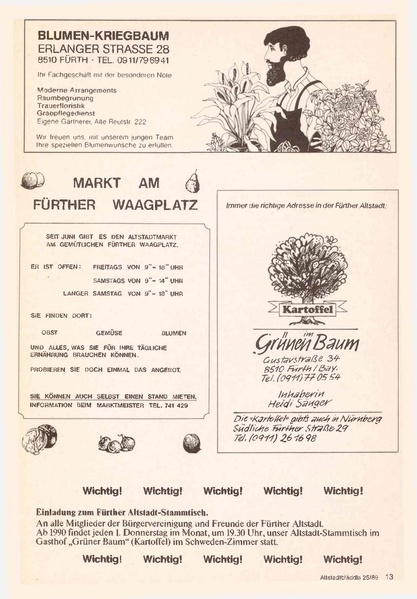 BLUMEN-KRIEGBAUM
ERLANGER STRASSE 28
8510 FÜRTH · TEL. 0911/796941
Ihr Fachgeschäft mit der besonderen Note
Moderne Arrangements
Raumbegrünung
Trauerfloristik
Grabpflegedienst
Eigene Gärtnerei, Alte Reutstr. 222
Wir freuen uns, mit unserem jungen Team
Ihre speziellen Blumenwünsche zu erfüllen.
MARKT AM
FÜRTHER WAAGPLATZ
SEIT JUNI GIBT ES DEN ALTSTADTMARKT
AM GEMÜTLICHEN FÜRTHER WAAGPLATZ.
ER IST OFFEN: FREITAGS VON 9°° - 18°° UHR
SAMSTAGS VON 9°° - 14°° UHR
LANGER SAMSTAG VON 9°° - 18°° UHR
SIE FINDEN DORT:
OBST GEMÜSE BLUMEN
UND ALLES, WAS SIE FÜR IHRE TÄGLICHE
ERNÄHRUNG BRAUCHEN KÖNNEN.
PROBIEREN SIE DOCH EINMAL DAS ANGEBOT.
SIE KÖNNEN AUCH SELBST EINEN STAND MIETEN.
INFORMATION BEIM MARKTMEISTER TEL. 741 429
Immer die richtige Adresse in der Fürther Altstadt:
Kartoffel
im
Grünen Baum
Gustavstraße 34
8510 Fürth / Bay.
Tel. (0911) 77 05 54
Inhaberin
Heidi Sänger
Die »Kartoffel« gibts auch in Nürnberg
Südliche Fürther Straße 29
Tel. (0911) 26 16 98
Wichtig! Wichtig! Wichtig! Wichtig! Wichtig!
Einladung zum Fürther Altstadt-Stammtisch.
An alle Mitglieder der Bürgervereinigung und Freunde der Fürther Altstadt.
Ab 1990 findet jeden 1. Donnerstag im Monat, um 19.30 Uhr, unser Altstadt-Stammtisch im
Gasthof „Grüner Baum“ (Kartoffel) im Schweden-Zimmer statt.
Wichtig! Wichtig! Wichtig! Wichtig! Wichtig!
Altstadtbläddla 25/89 13